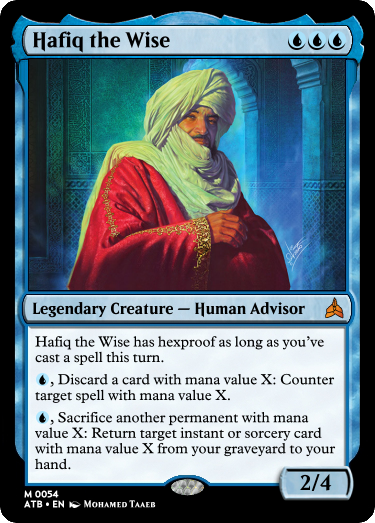 Hafiq the Wise
Legendary Creature — Human Advisor
Hafiq the Wise has hexproof as long as you've
cast a spell this turn.
, Discard a card with mana value X: Counter
target spell with mana value X.
, Sacrifice another permanent with mana
value X: Return target instant or sorcery card
with mana value X from your graveyard to your
hand.
2/4
M 0054
ATB • EN Mohamed Taaeb